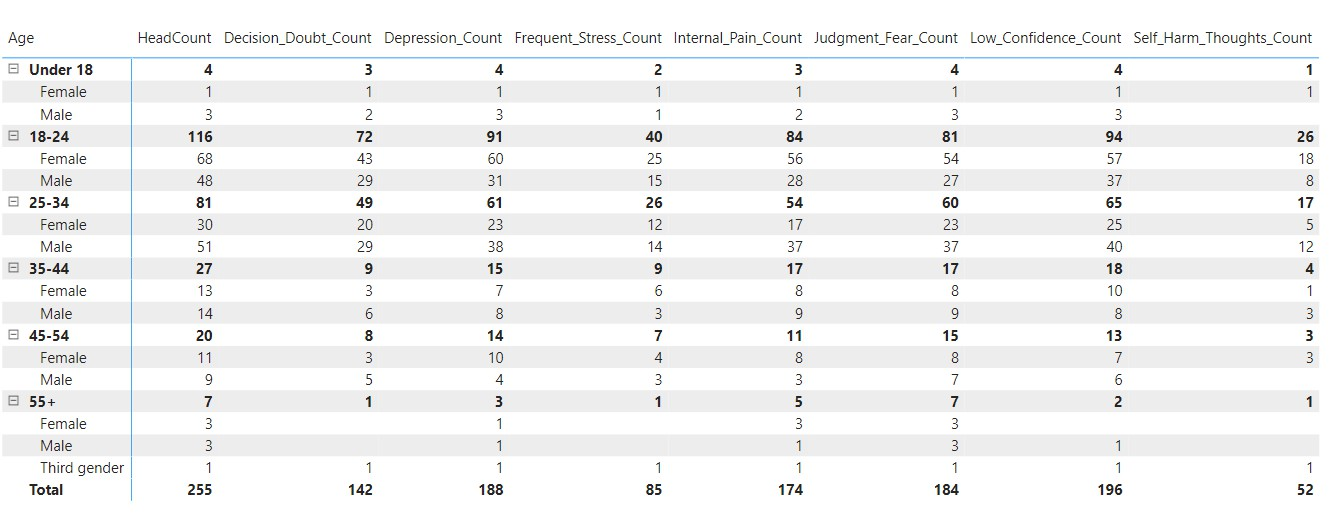 Age HeadCount Decision_Doubt_Count Depression_Count Frequent_Stress_Count Internal_Pain_Count Judgment_Fear_Count Low_Confidence_Count Self_Harm_Thoughts_Count
Under 18 4 3 4 2 3 4 4 1
Female 1 1 1 1 1 1 1 1
Male 3 2 3 1 2 3 3
18-24 116 72 91 40 84 81 94 26
Female 68 43 60 25 56 54 57 18
Male 48 29 31 15 28 27 37 8
25-34 81 49 61 26 54 60 65 17
Female 30 20 23 12 17 23 25 5
Male 51 29 38 14 37 37 40 12
35-44 27 9 15 9 17 17 18 4
Female 13 3 7 6 8 8 10 1
Male 14 6 8 3 9 9 8 3
45-54 20 8 14 7 11 15 13 3
Female 11 3 10 4 8 8 7 3
Male 9 5 4 3 3 7 6
55+ 7 1 3 1 5 7 2 1
Female 3 1 3 3
Male 3 1 1 3 1
Third gender 1 1 1 1 1 1 1 1
Total 255 142 188 85 174 184 196 52